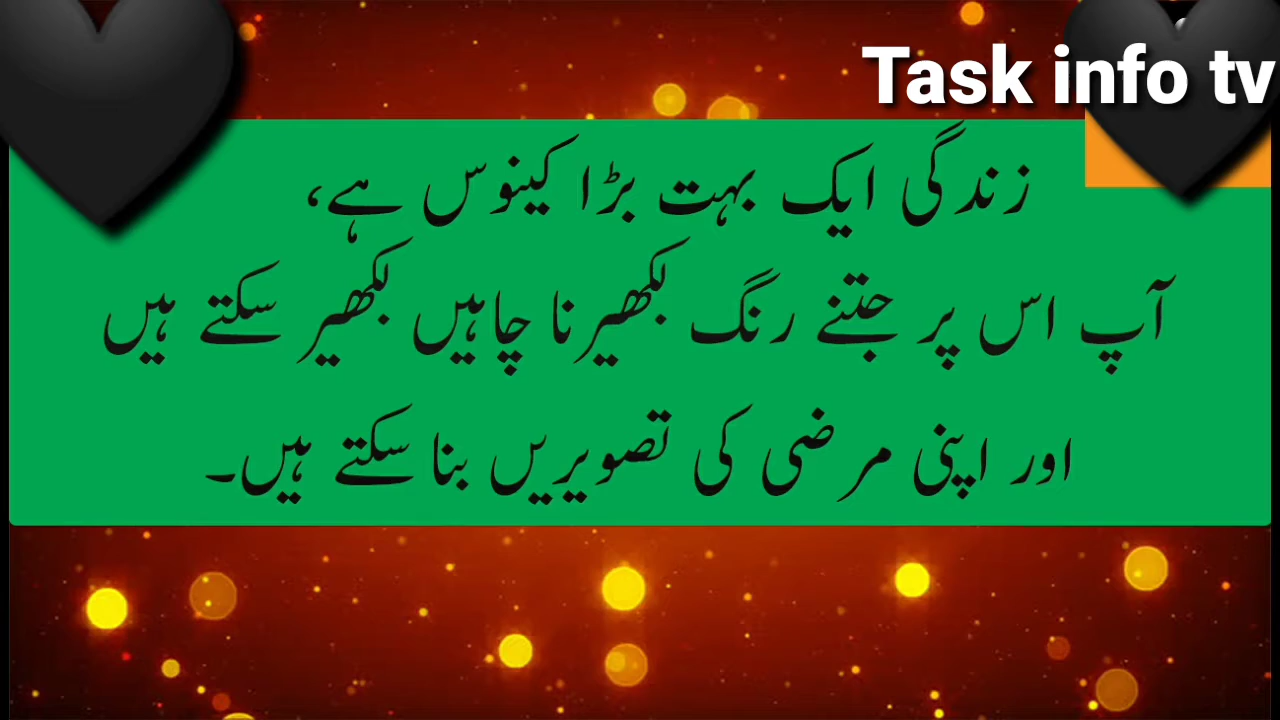 Task info tv
زندگی ایک بہت بڑا کینوس ہے،
آپ اس پر جتنے رنگ بکھیرنا چاہیں بکھیر سکتے ہیں
اور اپنی مرضی کی تصویریں بنا سکتے ہیں۔